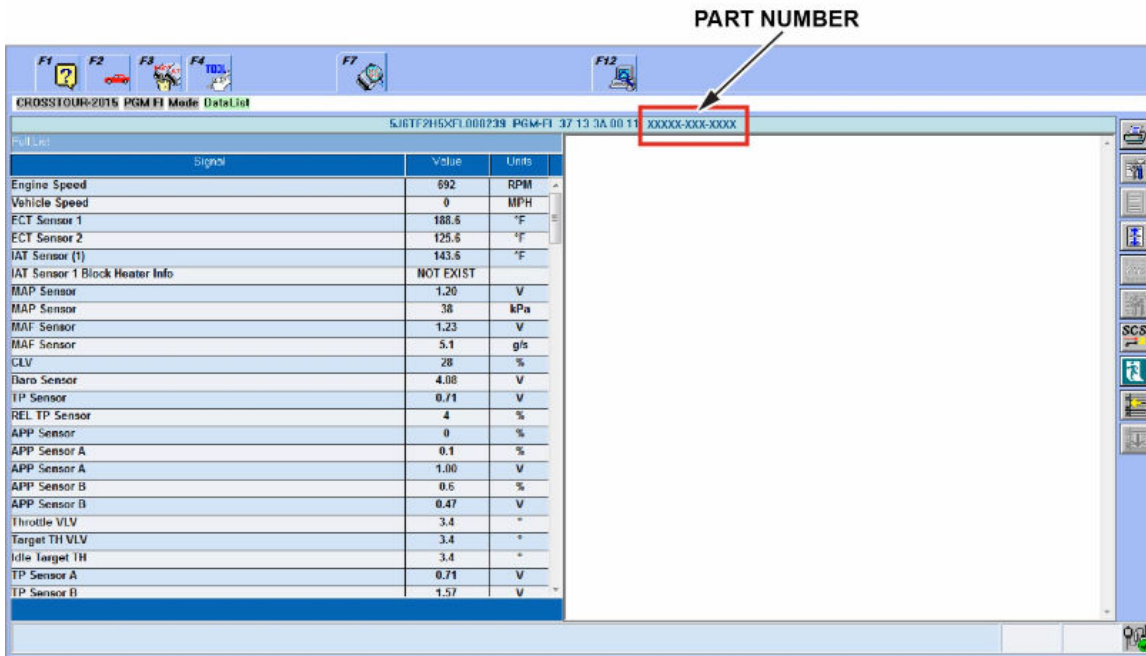 PART NUMBER
F1 F2 F3 F4 F7 F12
TOOL
CROSSTOUR-2015 PGM FI Mode DataList
5J6TF2H5XFL000239 PGM-FI 37 13 3A 00 11 XXXXX-XXX-XXXX
Full List
Signal Value Units
Engine Speed 692 RPM
Vehicle Speed 0 MPH
ECT Sensor 1 188.6 °F
ECT Sensor 2 125.6 °F
IAT Sensor (1) 143.6 °F
IAT Sensor 1 Block Heater Info NOT EXIST
MAP Sensor 1.20 V
MAP Sensor 38 kPa
MAF Sensor 1.23 V
MAF Sensor 5.1 g/s
CLV 28 %
Baro Sensor 4.08 V
TP Sensor 0.71 V
REL TP Sensor 4 %
APP Sensor 0 %
APP Sensor A 0.1 %
APP Sensor A 1.00 V
APP Sensor B 0.6 %
APP Sensor B 0.47 V
Throttle VLV 3.4 °
Target TH VLV 3.4 °
Idle Target TH 3.4 °
TP Sensor A 0.71 V
TP Sensor B 1.57 V
SCS